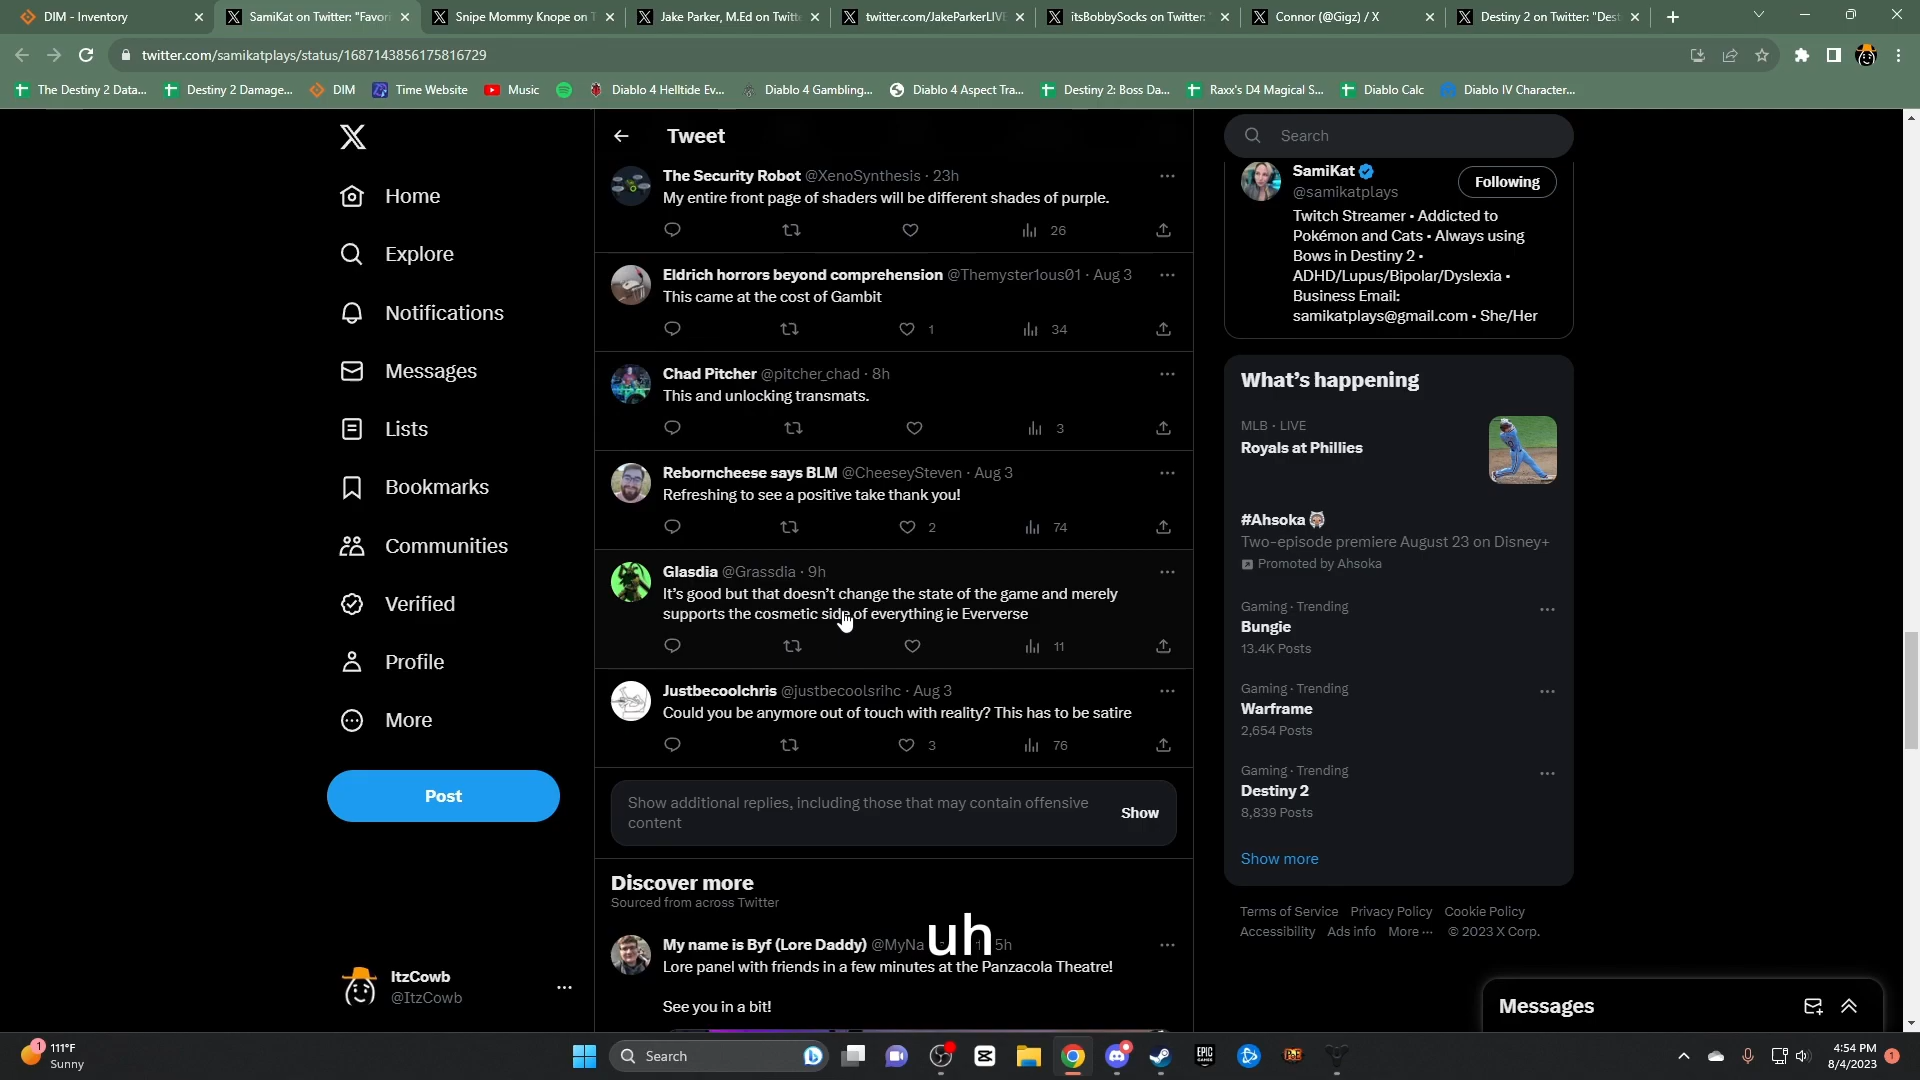 DIM - Inventory
SamiKat on Twitter: "Favori
Snipe Mommy Knope on T
Jake Parker, M.Ed on Twitte
twitter.com/JakeParkerLIVE
itsBobbySocks on Twitter: "
Connor (@Gigz) / X
Destiny 2 on Twitter: "Dest
twitter.com/samikatplays/status/1687143856175816729
The Destiny 2 Data...
Destiny 2 Damage...
DIM
Time Website
Music
Diablo 4 Helltide Ev...
Diablo 4 Gambling...
Diablo 4 Aspect Tra...
Destiny 2: Boss Da...
Raxx's D4 Magical S...
Diablo Calc
Diablo IV Character...
Home
Explore
Notifications
Messages
Lists
Bookmarks
Communities
Verified
Profile
More
Post
ItzCowb
@ItzCowb
Tweet
The Security Robot @XenoSynthesis · 23h
My entire front page of shaders will be different shades of purple.
26
Eldrich horrors beyond comprehension @Themyster1ous01 · Aug 3
This came at the cost of Gambit
1 34
Chad Pitcher @pitcher_chad · 8h
This and unlocking transmats.
3
Reborncheese says BLM @CheeseySteven · Aug 3
Refreshing to see a positive take thank you!
2 74
Glasdia @Grassdia · 9h
It's good but that doesn't change the state of the game and merely
supports the cosmetic side of everything ie Eververse
11
Justbecoolchris @justbecoolsrihc · Aug 3
Could you be anymore out of touch with reality? This has to be satire
3 76
Show additional replies, including those that may contain offensive
content
Show
Discover more
Sourced from across Twitter
My name is Byf (Lore Daddy) @MyNa 5h
uh
Lore panel with friends in a few minutes at the Panzacola Theatre!
See you in a bit!
Search
SamiKat
@samikatplays
Following
Twitch Streamer • Addicted to
Pokémon and Cats • Always using
Bows in Destiny 2 •
ADHD/Lupus/Bipolar/Dyslexia •
Business Email:
samikatplays@gmail.com • She/Her
What's happening
MLB · LIVE
Royals at Phillies
#Ahsoka
Two-episode premiere August 23 on Disney+
Promoted by Ahsoka
Gaming · Trending
Bungie
13.4K Posts
Gaming · Trending
Warframe
2,654 Posts
Gaming · Trending
Destiny 2
8,839 Posts
Show more
Terms of Service Privacy Policy Cookie Policy
Accessibility Ads info More ··· © 2023 X Corp.
Messages
1
111°F
Sunny
Search
EPIC GAMES
4:54 PM
8/4/2023
1